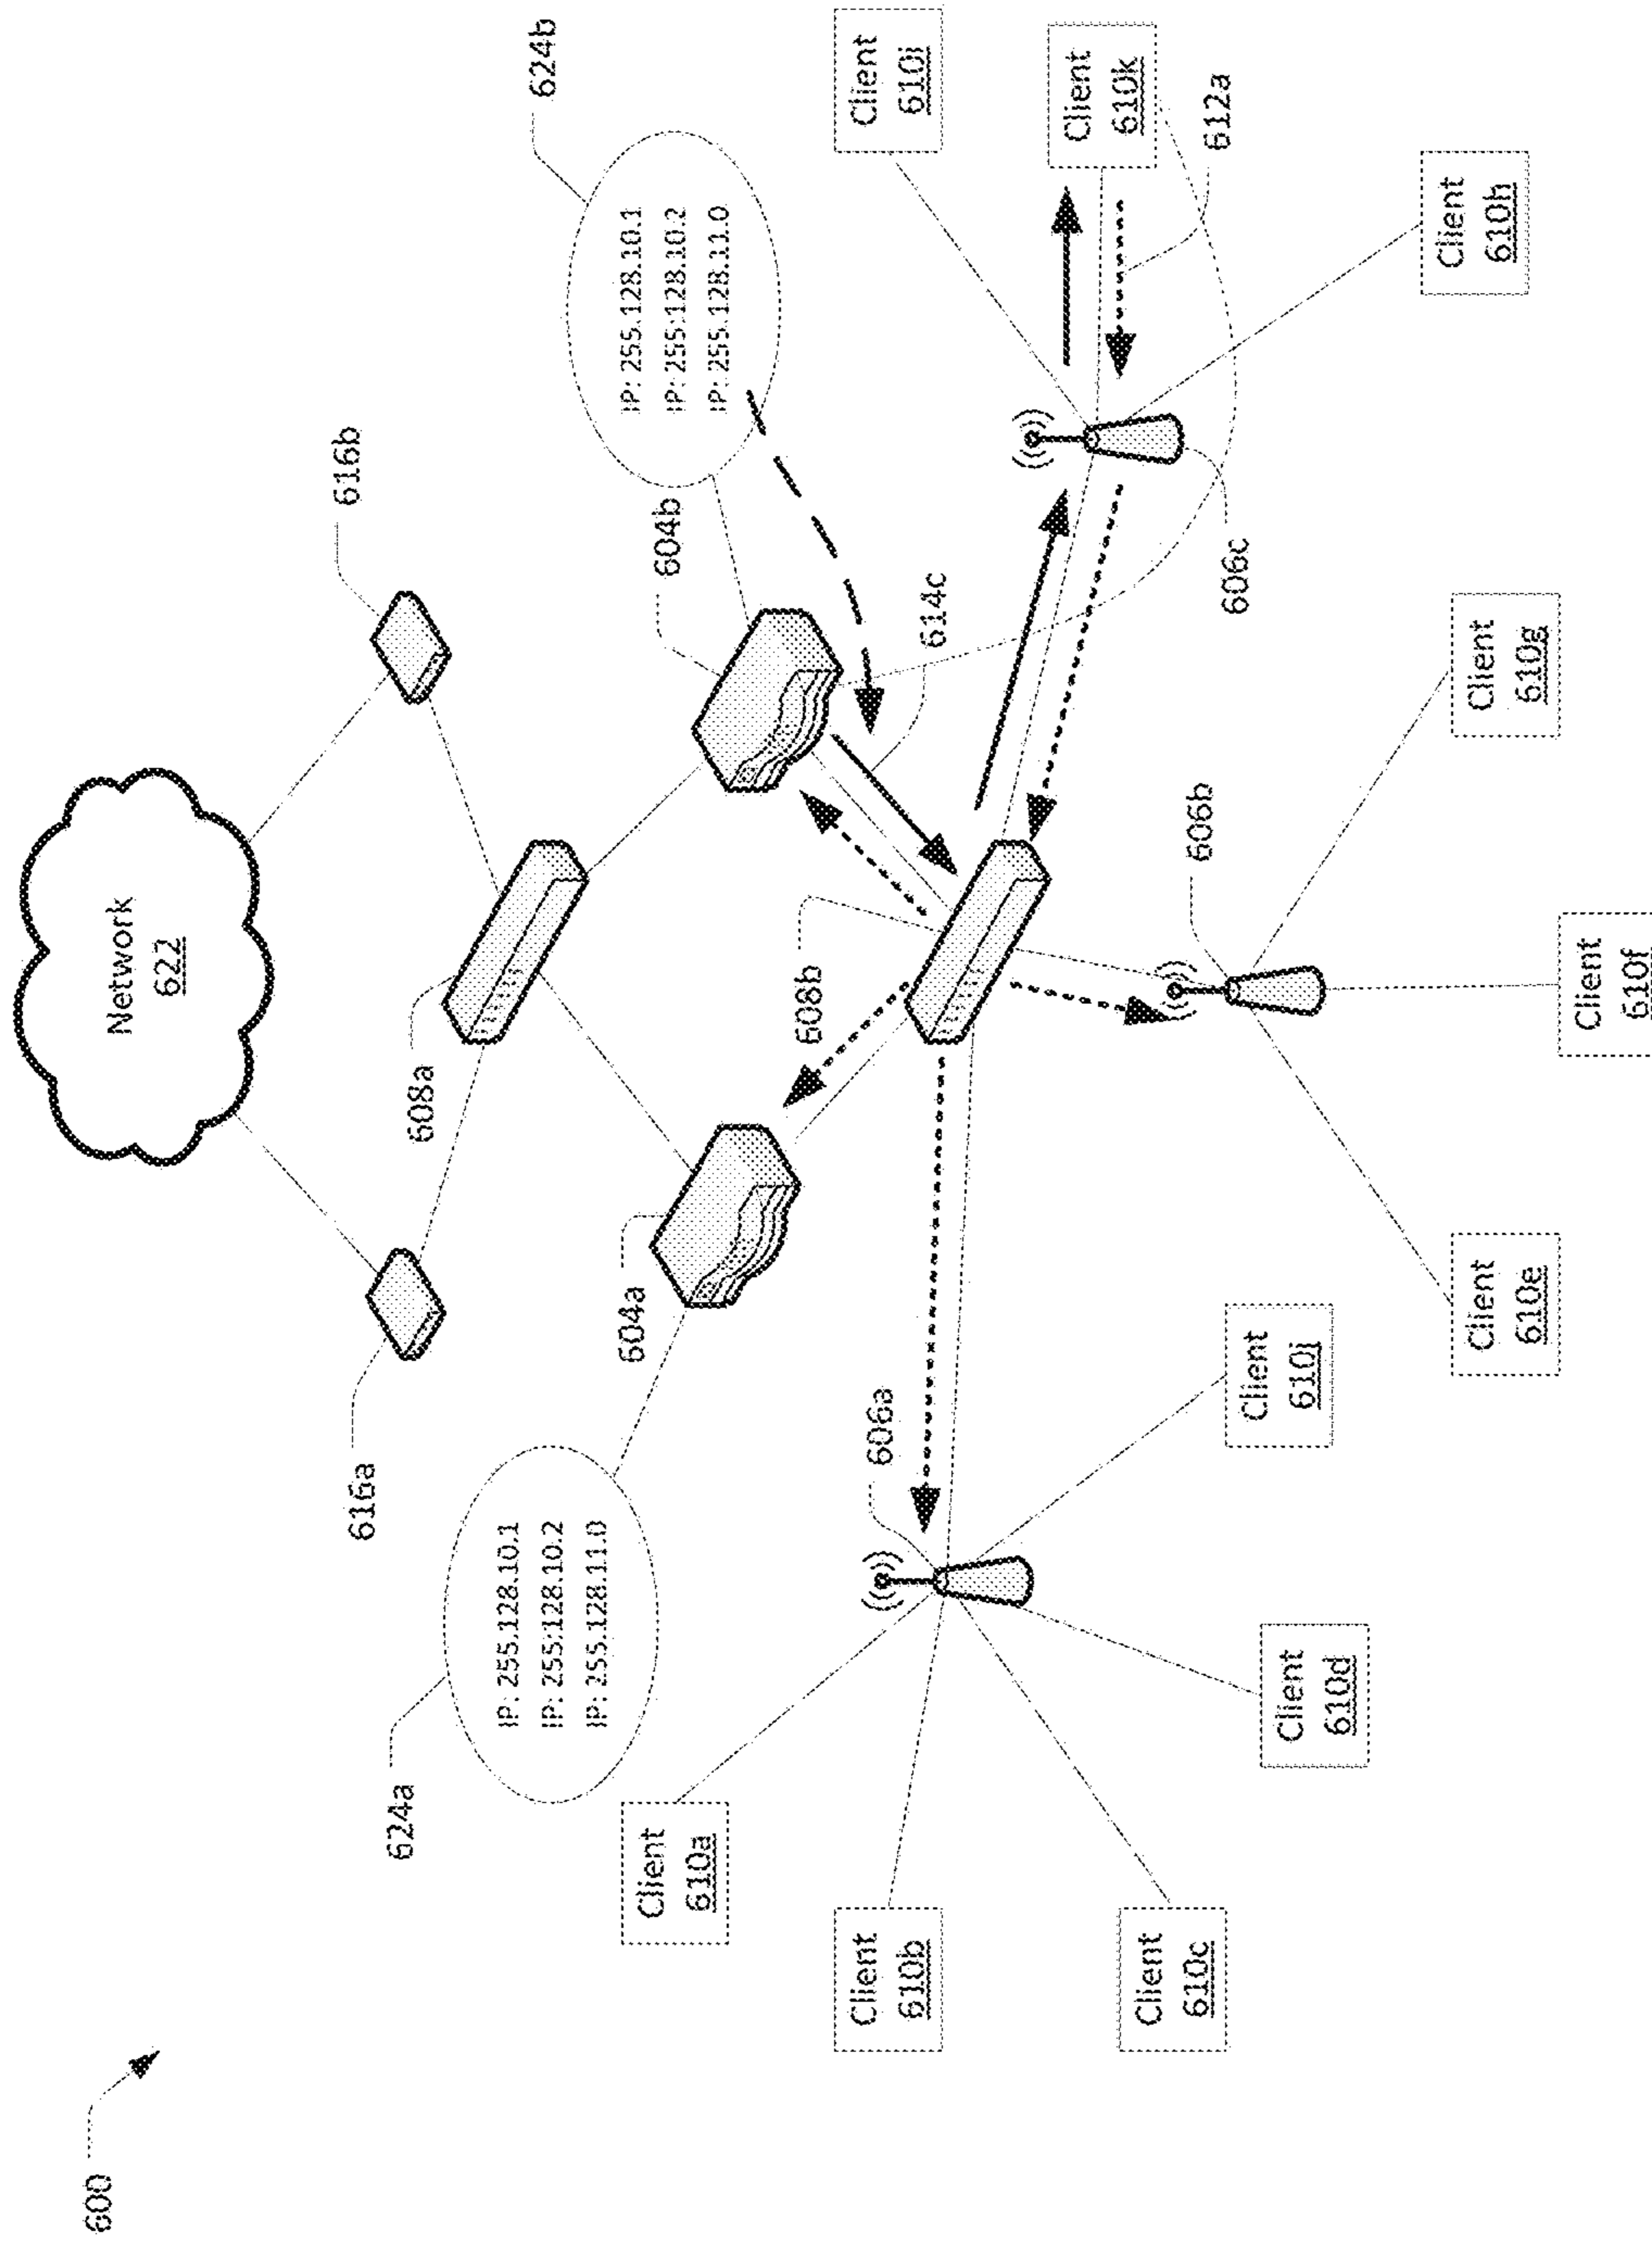 600
Network
622
616a
616b
608a
624a
IP: 255.128.10.1
IP: 255:128.10.2
IP: 255.128.11.0
604a
604b
624b
IP: 255.128.10.1
IP: 255:128.10.2
IP: 255.128.11.0
608b
614c
606a
606b
606c
612a
Client
610a
Client
610b
Client
610c
Client
610d
Client
610j
Client
610e
Client
610f
Client
610g
Client
610h
Client
610k
Client
610i